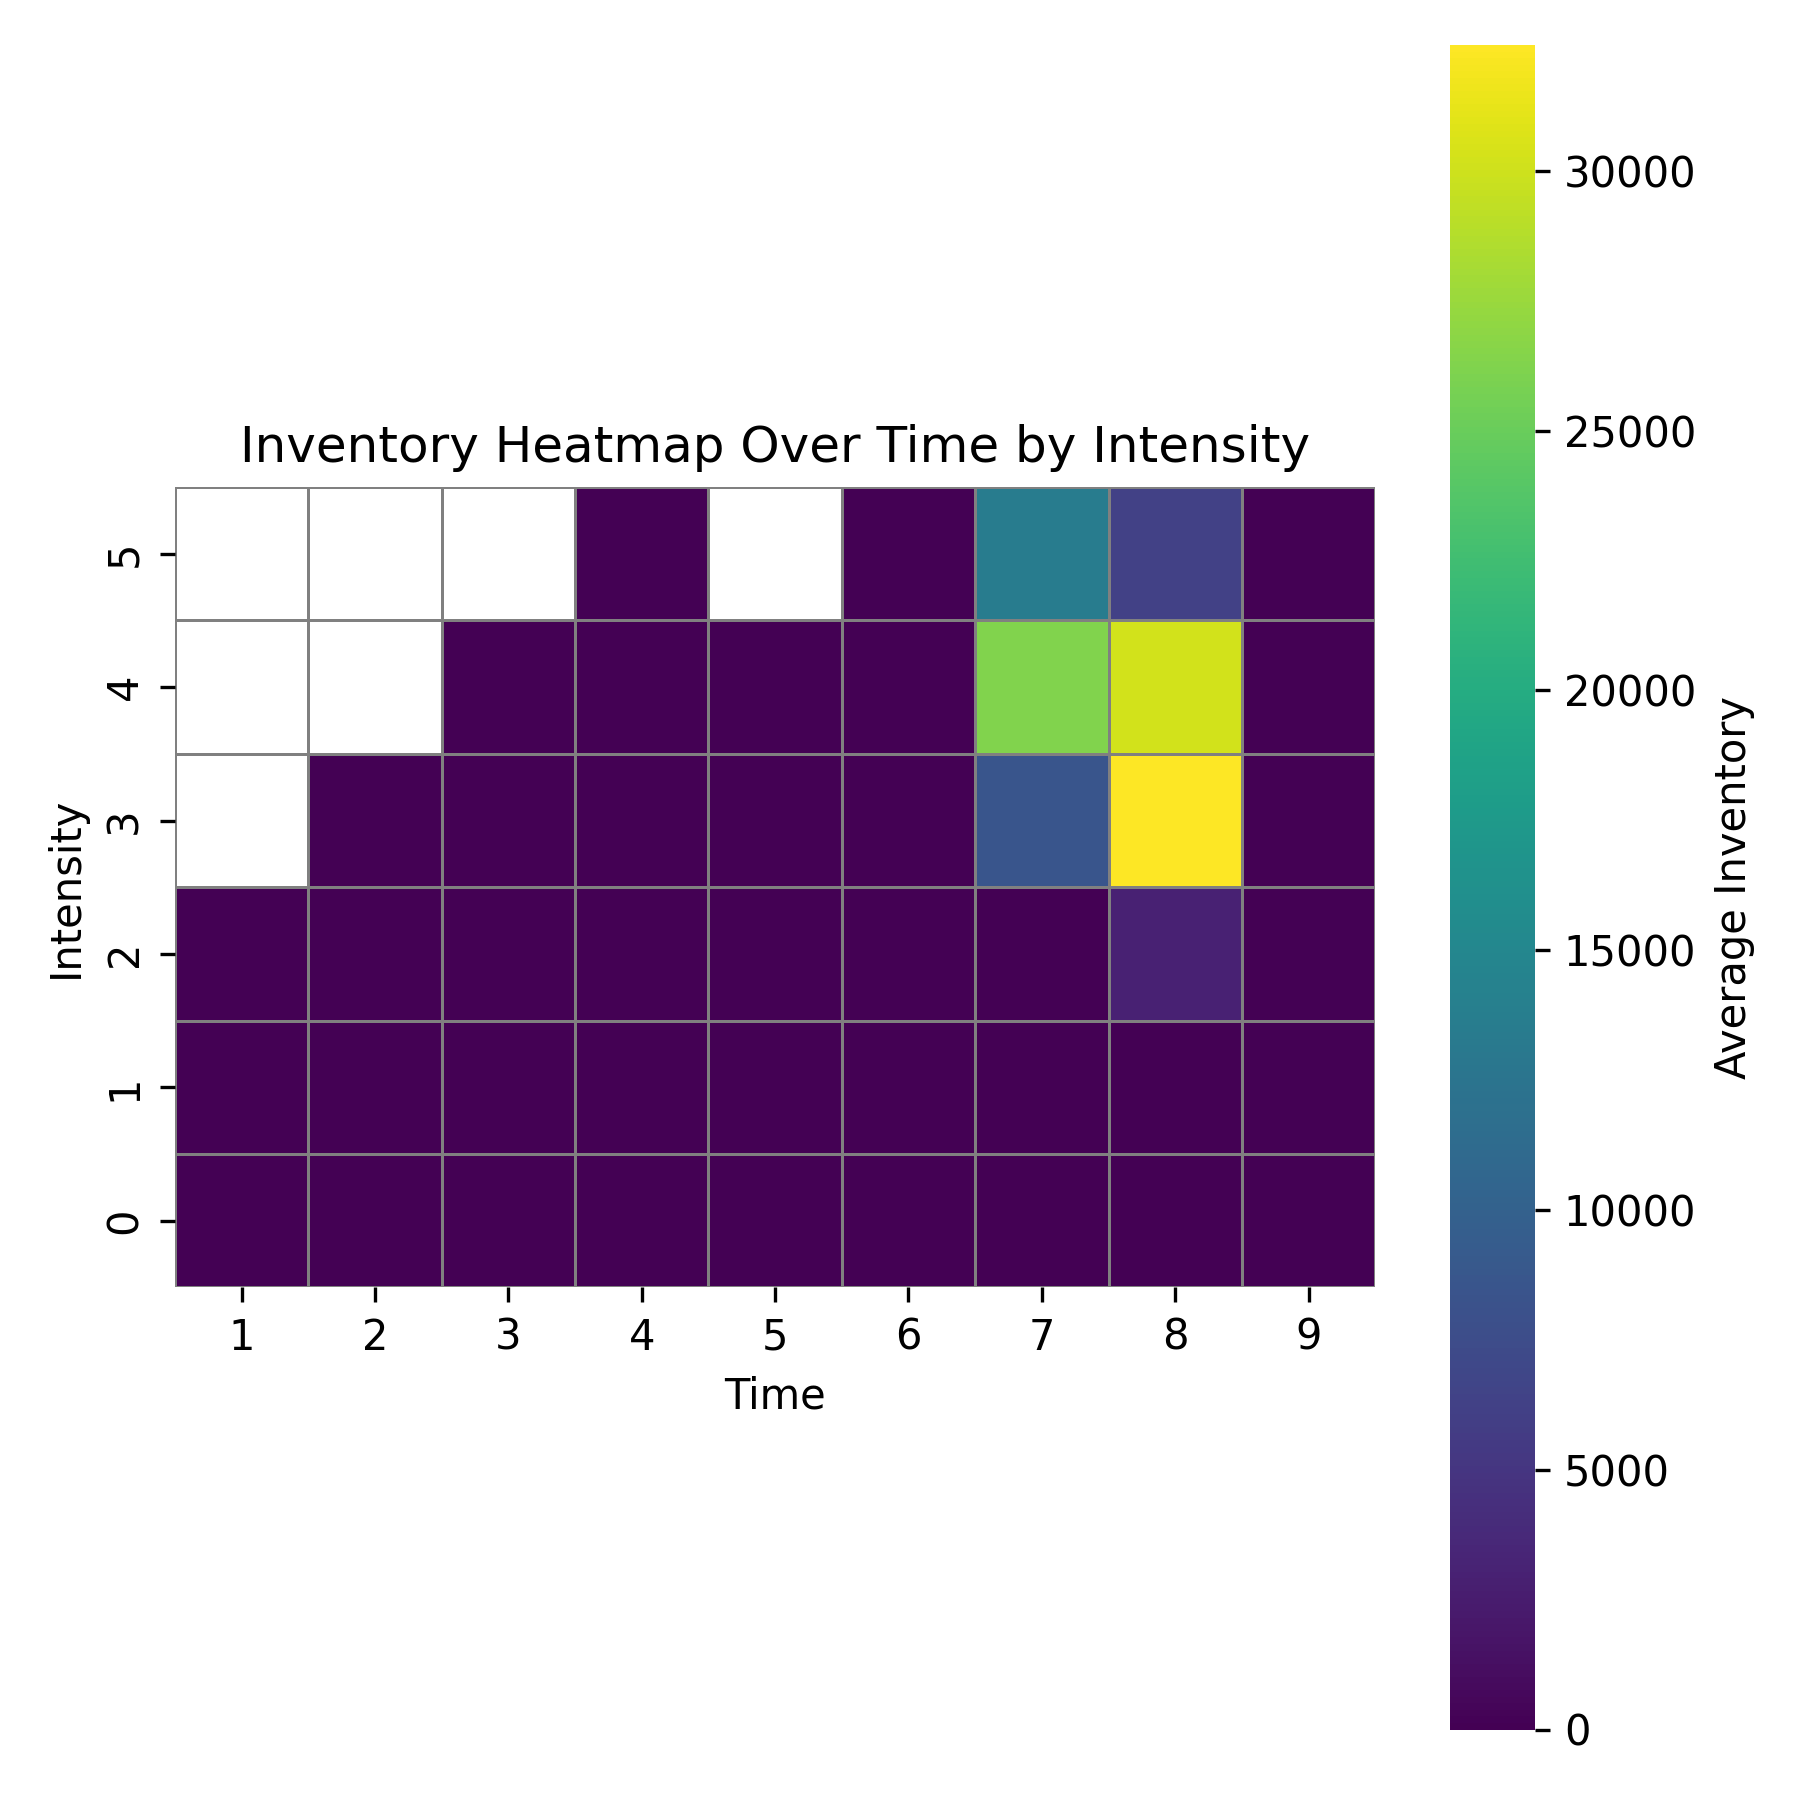 Inventory Heatmap Over Time by Intensity
Intensity
5
4
3
2
1
0
1 2 3 4 5 6 7 8 9
Time
30000
25000
20000
15000
10000
5000
0
Average Inventory